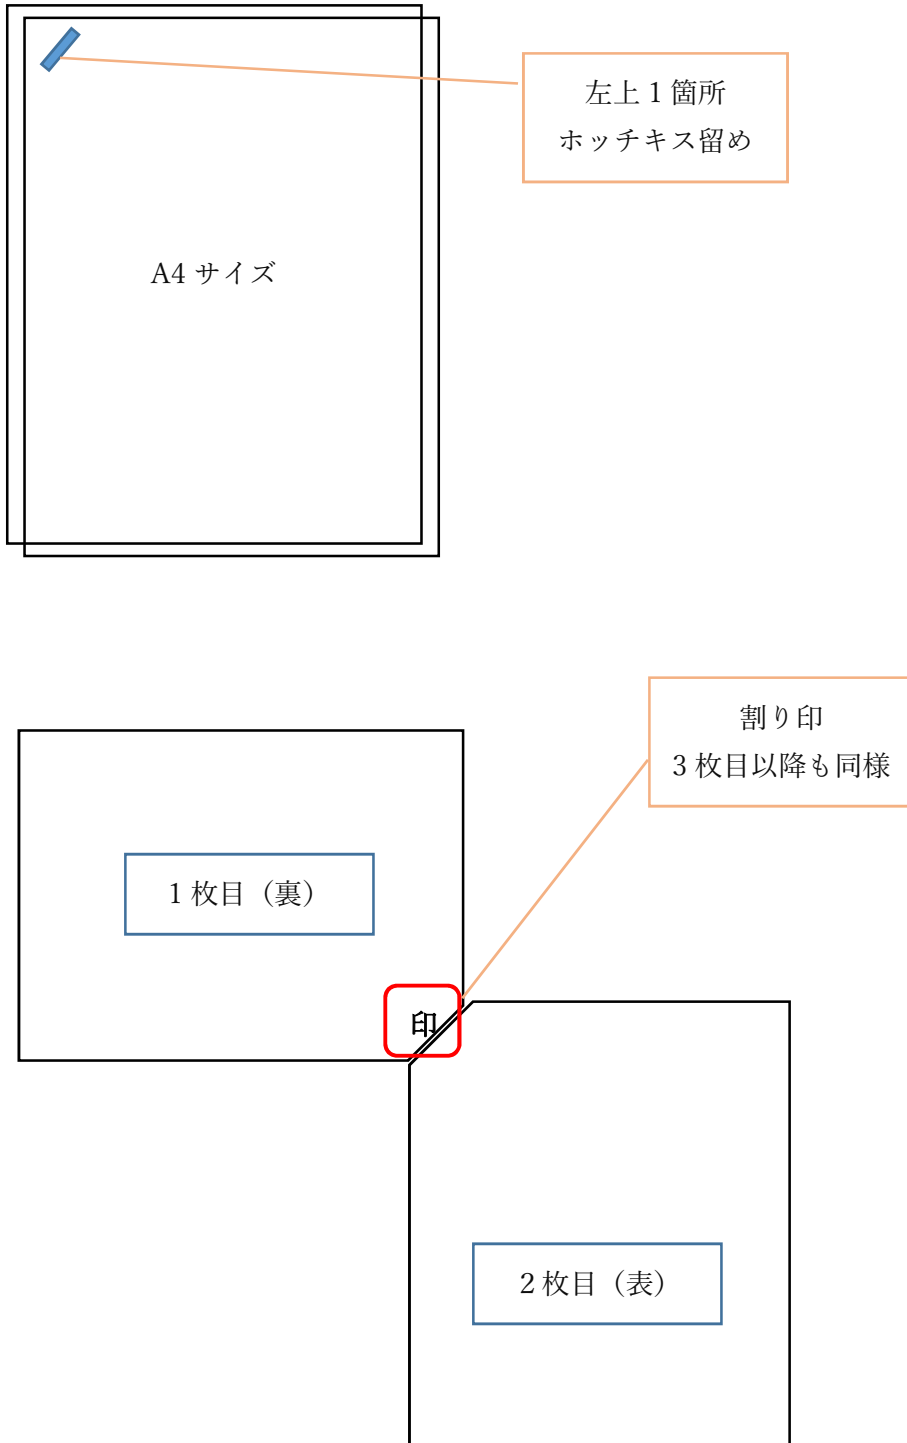 左上１箇所
ホッチキス留め
A4 サイズ
割り印
３枚目以降も同様
１枚目（裏）
印
２枚目（表）